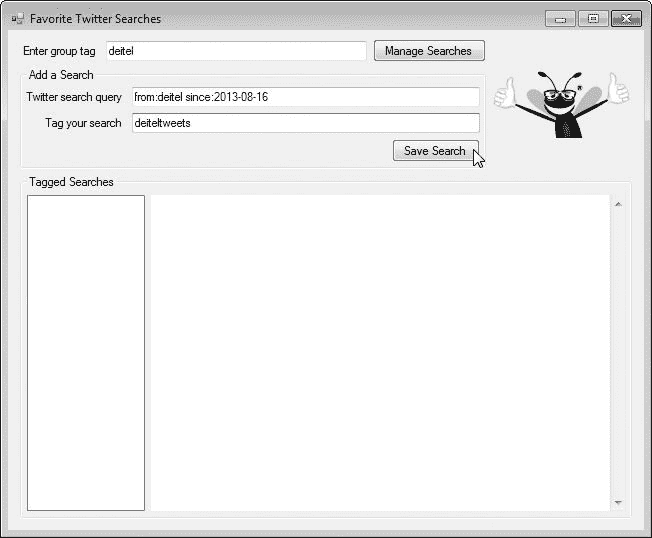 Favorite Twitter Searches
Enter group tag deitel Manage Searches
Add a Search
Twitter search query from:deitel since:2013-08-16
Tag your search deiteltweets
Save Search
Tagged Searches